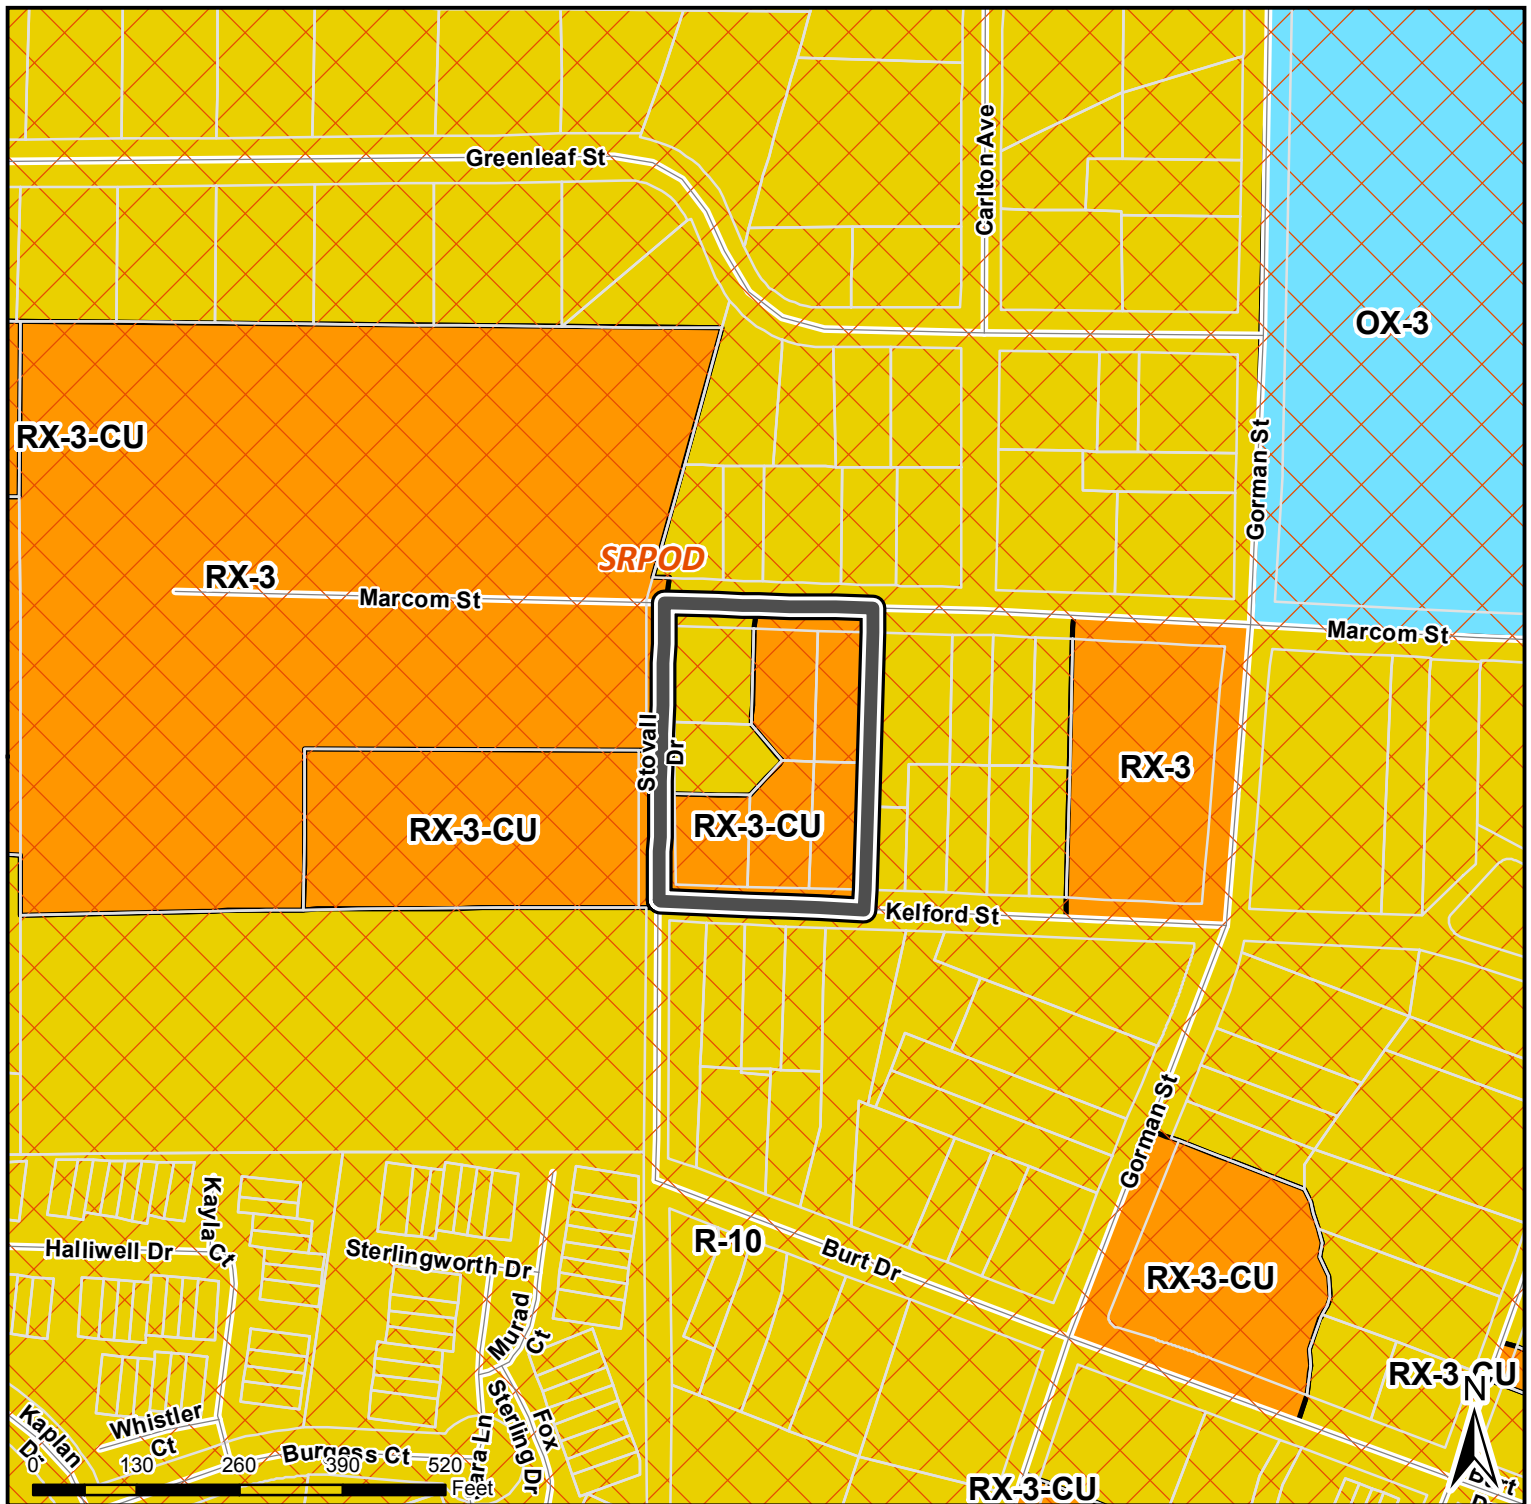 Greenleaf St
Carlton Ave
OX-3
RX-3-CU
Gorman St
SRPOD
RX-3
Marcom St
Marcom St
Stovall
Dr
RX-3
RX-3-CU
RX-3-CU
Kelford St
Gorman St
Kayla Ct
Halliwell Dr
Sterlingworth Dr
R-10
Burt Dr
RX-3-CU
Murad
Ct
RX-3-CU
N
Whistler
Ct
Kaplan
Sterling Dr
Fox
Burgess Ct
0 130 260 390 520
Feet
RX-3-CU